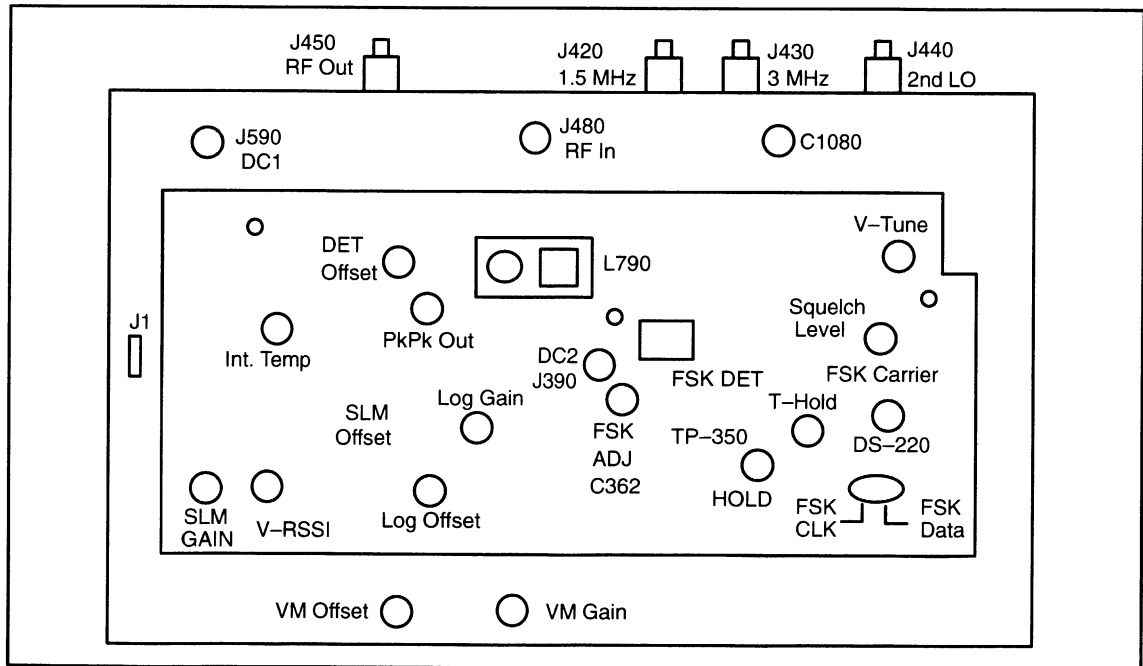 J450
RF Out
J420
1.5 MHz
J430
3 MHz
J440
2nd LO
J590
DC1
J480
RF In
C1080
V–Tune
DET
Offset
L790
PkPk Out
J1
Int. Temp
Squelch
Level
DC2
J390
FSK DET
FSK Carrier
Log Gain
SLM
Offset
FSK
ADJ
C362
T–Hold
TP–350
HOLD
DS–220
SLM
GAIN
V–RSSI
Log Offset
FSK
CLK
FSK
Data
VM Offset
VM Gain